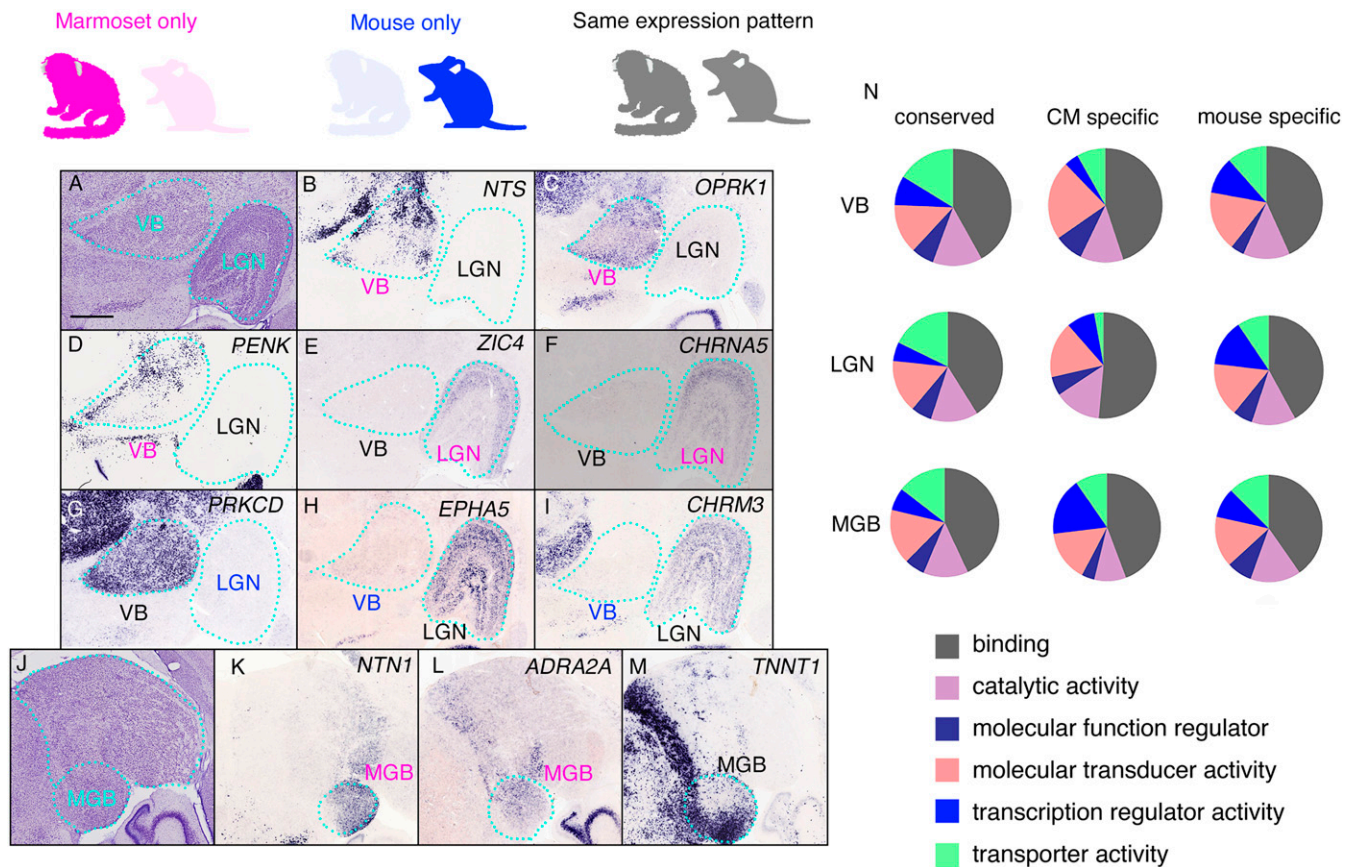 Marmoset only
Mouse only
Same expression pattern
N
conserved
CM specific
mouse specific
VB
LGN
MGB
A
VB
LGN
B
NTS
VB
LGN
C
OPRK1
VB
LGN
D
PENK
VB
LGN
E
ZIC4
VB
LGN
F
CHRNA5
VB
LGN
G
PRKCD
VB
LGN
H
EPHA5
VB
LGN
I
CHRM3
VB
LGN
J
MGB
K
NTN1
MGB
L
ADRA2A
MGB
M
TNNT1
MGB
binding
catalytic activity
molecular function regulator
molecular transducer activity
transcription regulator activity
transporter activity